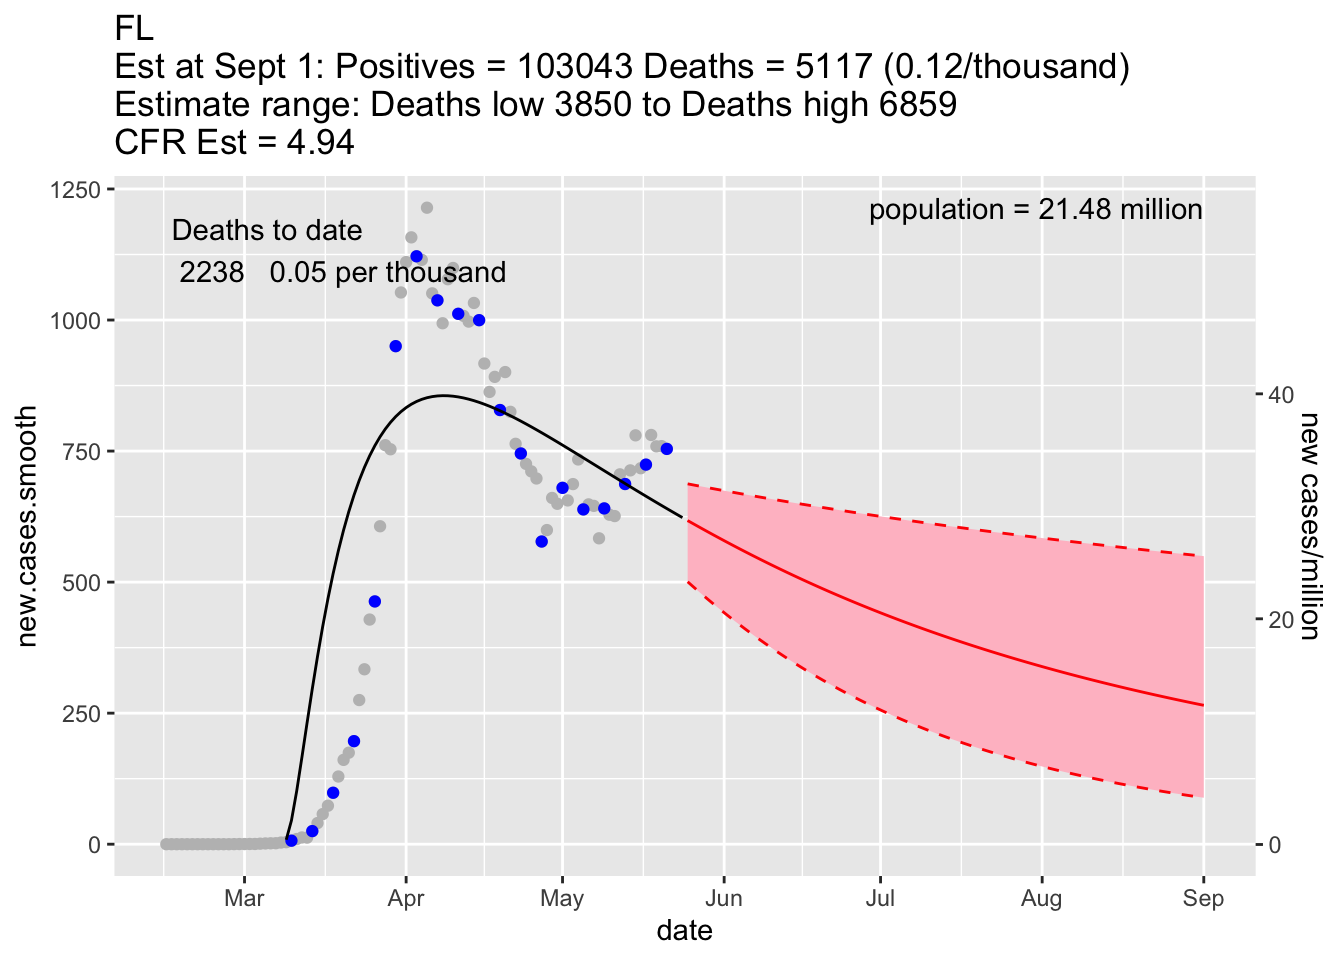 FL
Est at Sept 1: Positives = 103043 Deaths = 5117 (0.12/thousand)
Estimate range: Deaths low 3850 to Deaths high 6859
CFR Est = 4.94
population = 21.48 million
Deaths to date
2238 0.05 per thousand
new.cases.smooth
1250
1000
750
500
250
0
40
20
0
new cases/million
Mar Apr May Jun Jul Aug Sep
date